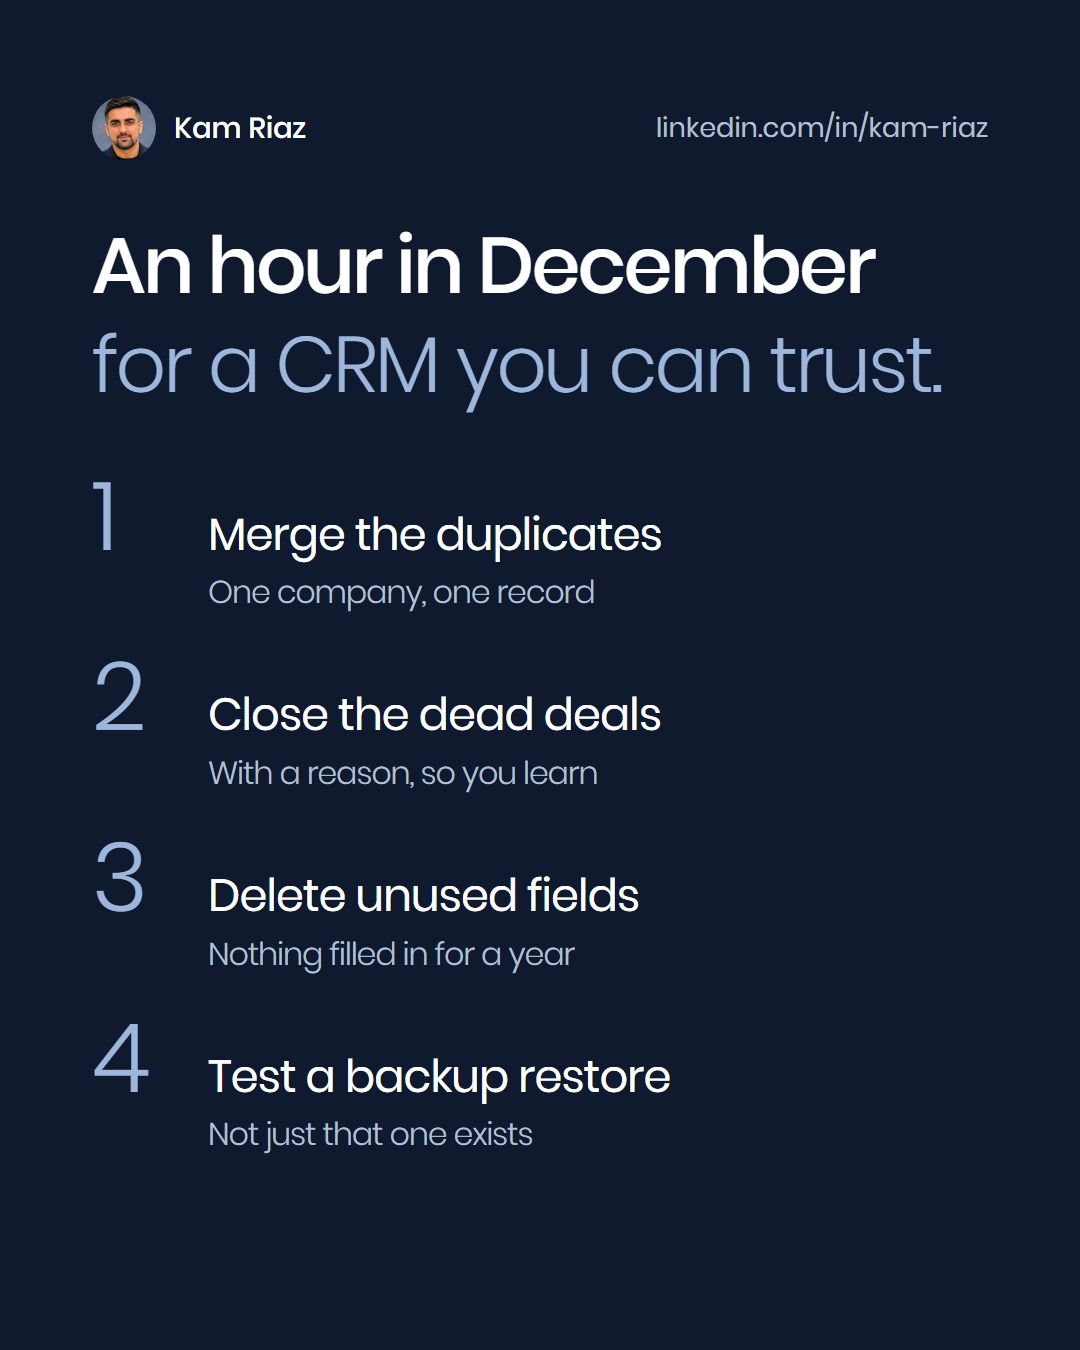 Kam Riaz
linkedin.com/in/kam-riaz
An hour in December
for a CRM you can trust.
1
Merge the duplicates
One company, one record
2
Close the dead deals
With a reason, so you learn
3
Delete unused fields
Nothing filled in for a year
4
Test a backup restore
Not just that one exists